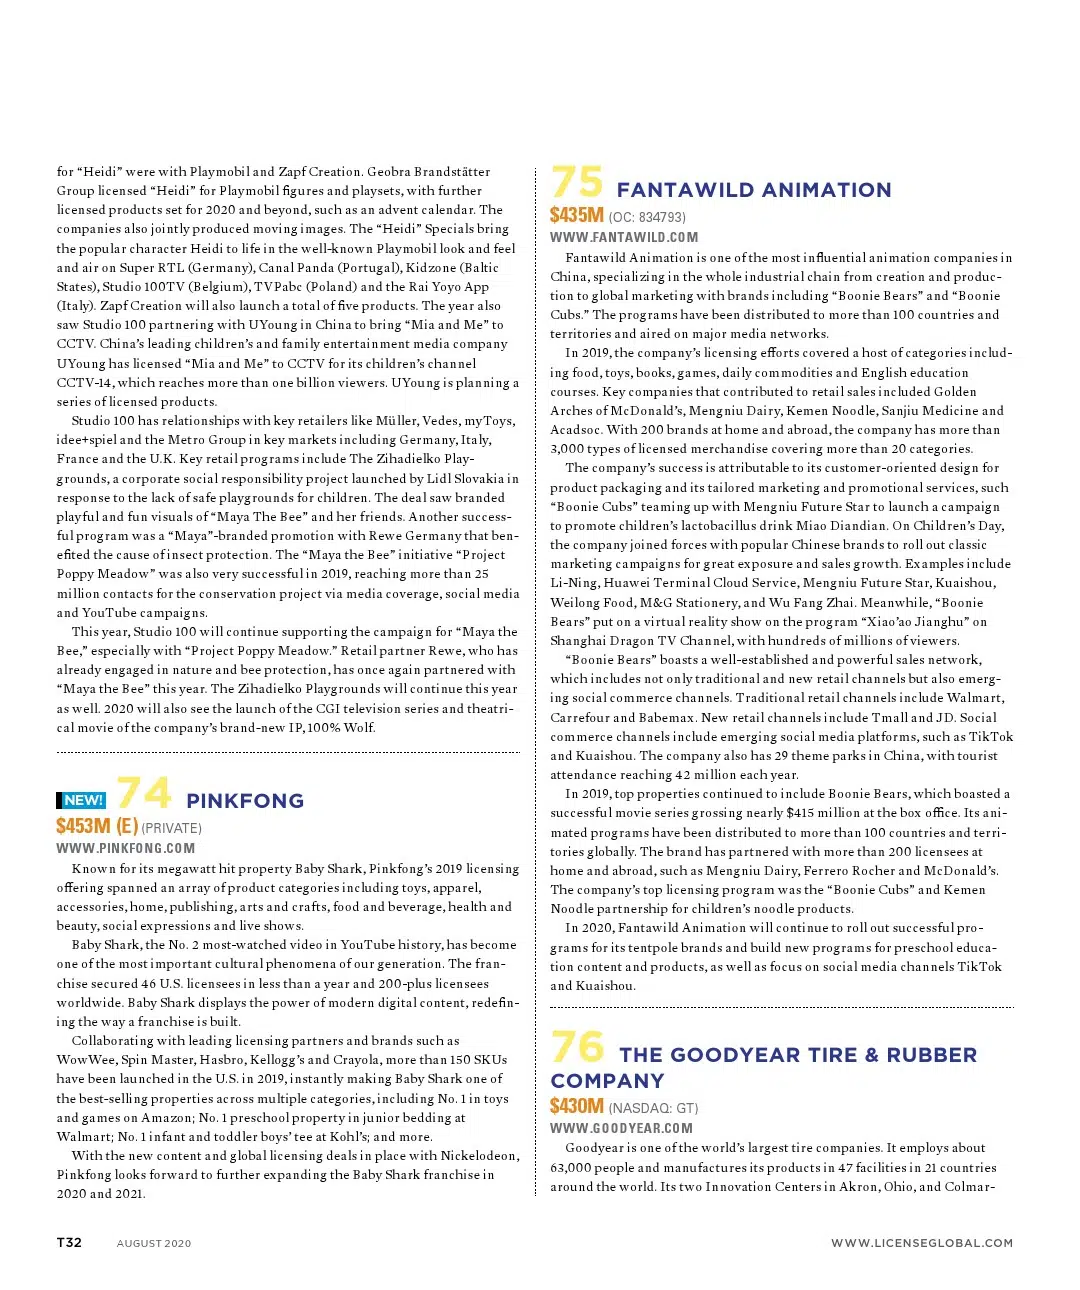 for “Heidi” were with Playmobil and Zapf Creation. Geobra Brandstätter
Group licensed “Heidi” for Playmobil figures and playsets, with further
licensed products set for 2020 and beyond, such as an advent calendar. The
companies also jointly produced moving images. The “Heidi” Specials bring
the popular character Heidi to life in the well-known Playmobil look and feel
and air on Super RTL (Germany), Canal Panda (Portugal), Kidzone (Baltic
States), Studio 100TV (Belgium), TVPabc (Poland) and the Rai Yoyo App
(Italy). Zapf Creation will also launch a total of five products. The year also
saw Studio 100 partnering with UYoung in China to bring “Mia and Me” to
CCTV. China’s leading children’s and family entertainment media company
UYoung has licensed “Mia and Me” to CCTV for its children’s channel
CCTV-14, which reaches more than one billion viewers. UYoung is planning a
series of licensed products.
Studio 100 has relationships with key retailers like Müller, Vedes, myToys,
idee+spiel and the Metro Group in key markets including Germany, Italy,
France and the U.K. Key retail programs include The Zihadielko Play-
grounds, a corporate social responsibility project launched by Lidl Slovakia in
response to the lack of safe playgrounds for children. The deal saw branded
playful and fun visuals of “Maya The Bee” and her friends. Another success-
ful program was a “Maya”-branded promotion with Rewe Germany that ben-
efited the cause of insect protection. The “Maya the Bee” initiative “Project
Poppy Meadow” was also very successful in 2019, reaching more than 25
million contacts for the conservation project via media coverage, social media
and YouTube campaigns.
This year, Studio 100 will continue supporting the campaign for “Maya the
Bee,” especially with “Project Poppy Meadow.” Retail partner Rewe, who has
already engaged in nature and bee protection, has once again partnered with
“Maya the Bee” this year. The Zihadielko Playgrounds will continue this year
as well. 2020 will also see the launch of the CGI television series and theatri-
cal movie of the company’s brand-new IP, 100% Wolf.
NEW! 74 PINKFONG
$453M (E) (PRIVATE)
WWW.PINKFONG.COM
Known for its megawatt hit property Baby Shark, Pinkfong’s 2019 licensing
offering spanned an array of product categories including toys, apparel,
accessories, home, publishing, arts and crafts, food and beverage, health and
beauty, social expressions and live shows.
Baby Shark, the No. 2 most-watched video in YouTube history, has become
one of the most important cultural phenomena of our generation. The fran-
chise secured 46 U.S. licensees in less than a year and 200-plus licensees
worldwide. Baby Shark displays the power of modern digital content, redefin-
ing the way a franchise is built.
Collaborating with leading licensing partners and brands such as
WowWee, Spin Master, Hasbro, Kellogg’s and Crayola, more than 150 SKUs
have been launched in the U.S. in 2019, instantly making Baby Shark one of
the best-selling properties across multiple categories, including No. 1 in toys
and games on Amazon; No. 1 preschool property in junior bedding at
Walmart; No. 1 infant and toddler boys’ tee at Kohl’s; and more.
With the new content and global licensing deals in place with Nickelodeon,
Pinkfong looks forward to further expanding the Baby Shark franchise in
2020 and 2021.
75 FANTAWILD ANIMATION
$435M (OC: 834793)
WWW.FANTAWILD.COM
Fantawild Animation is one of the most influential animation companies in
China, specializing in the whole industrial chain from creation and produc-
tion to global marketing with brands including “Boonie Bears” and “Boonie
Cubs.” The programs have been distributed to more than 100 countries and
territories and aired on major media networks.
In 2019, the company’s licensing efforts covered a host of categories includ-
ing food, toys, books, games, daily commodities and English education
courses. Key companies that contributed to retail sales included Golden
Arches of McDonald’s, Mengniu Dairy, Kemen Noodle, Sanjiu Medicine and
Acadsoc. With 200 brands at home and abroad, the company has more than
3,000 types of licensed merchandise covering more than 20 categories.
The company’s success is attributable to its customer-oriented design for
product packaging and its tailored marketing and promotional services, such
“Boonie Cubs” teaming up with Mengniu Future Star to launch a campaign
to promote children’s lactobacillus drink Miao Diandian. On Children’s Day,
the company joined forces with popular Chinese brands to roll out classic
marketing campaigns for great exposure and sales growth. Examples include
Li-Ning, Huawei Terminal Cloud Service, Mengniu Future Star, Kuaishou,
Weilong Food, M&G Stationery, and Wu Fang Zhai. Meanwhile, “Boonie
Bears” put on a virtual reality show on the program “Xiao’ao Jianghu” on
Shanghai Dragon TV Channel, with hundreds of millions of viewers.
“Boonie Bears” boasts a well-established and powerful sales network,
which includes not only traditional and new retail channels but also emerg-
ing social commerce channels. Traditional retail channels include Walmart,
Carrefour and Babemax. New retail channels include Tmall and JD. Social
commerce channels include emerging social media platforms, such as TikTok
and Kuaishou. The company also has 29 theme parks in China, with tourist
attendance reaching 42 million each year.
In 2019, top properties continued to include Boonie Bears, which boasted a
successful movie series grossing nearly $415 million at the box office. Its ani-
mated programs have been distributed to more than 100 countries and terri-
tories globally. The brand has partnered with more than 200 licensees at
home and abroad, such as Mengniu Dairy, Ferrero Rocher and McDonald’s.
The company’s top licensing program was the “Boonie Cubs” and Kemen
Noodle partnership for children’s noodle products.
In 2020, Fantawild Animation will continue to roll out successful pro-
grams for its tentpole brands and build new programs for preschool educa-
tion content and products, as well as focus on social media channels TikTok
and Kuaishou.
76 THE GOODYEAR TIRE & RUBBER
COMPANY
$430M (NASDAQ: GT)
WWW.GOODYEAR.COM
Goodyear is one of the world’s largest tire companies. It employs about
63,000 people and manufactures its products in 47 facilities in 21 countries
around the world. Its two Innovation Centers in Akron, Ohio, and Colmar-
T32 AUGUST 2020 WWW.LICENSEGLOBAL.COM